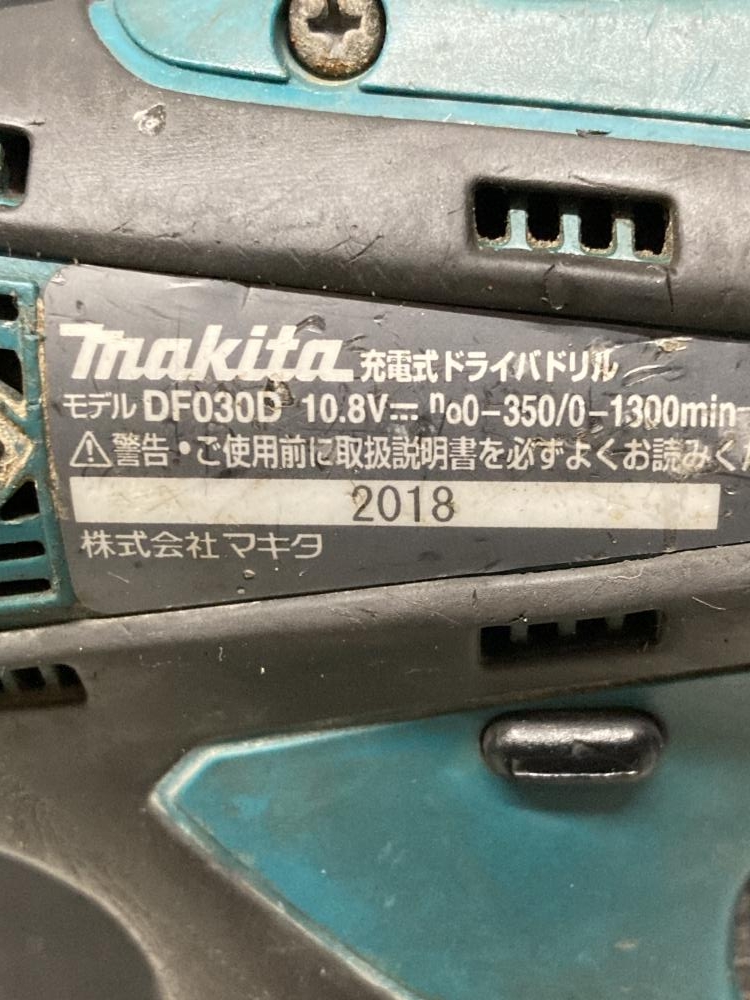 makita 充電式ドライバドリル
モデル DF030D 10.8V⎓ n₀0-350/0-1300min-
⚠警告・ご使用前に取扱説明書を必ずよくお読みく
2018
株式会社マキタ